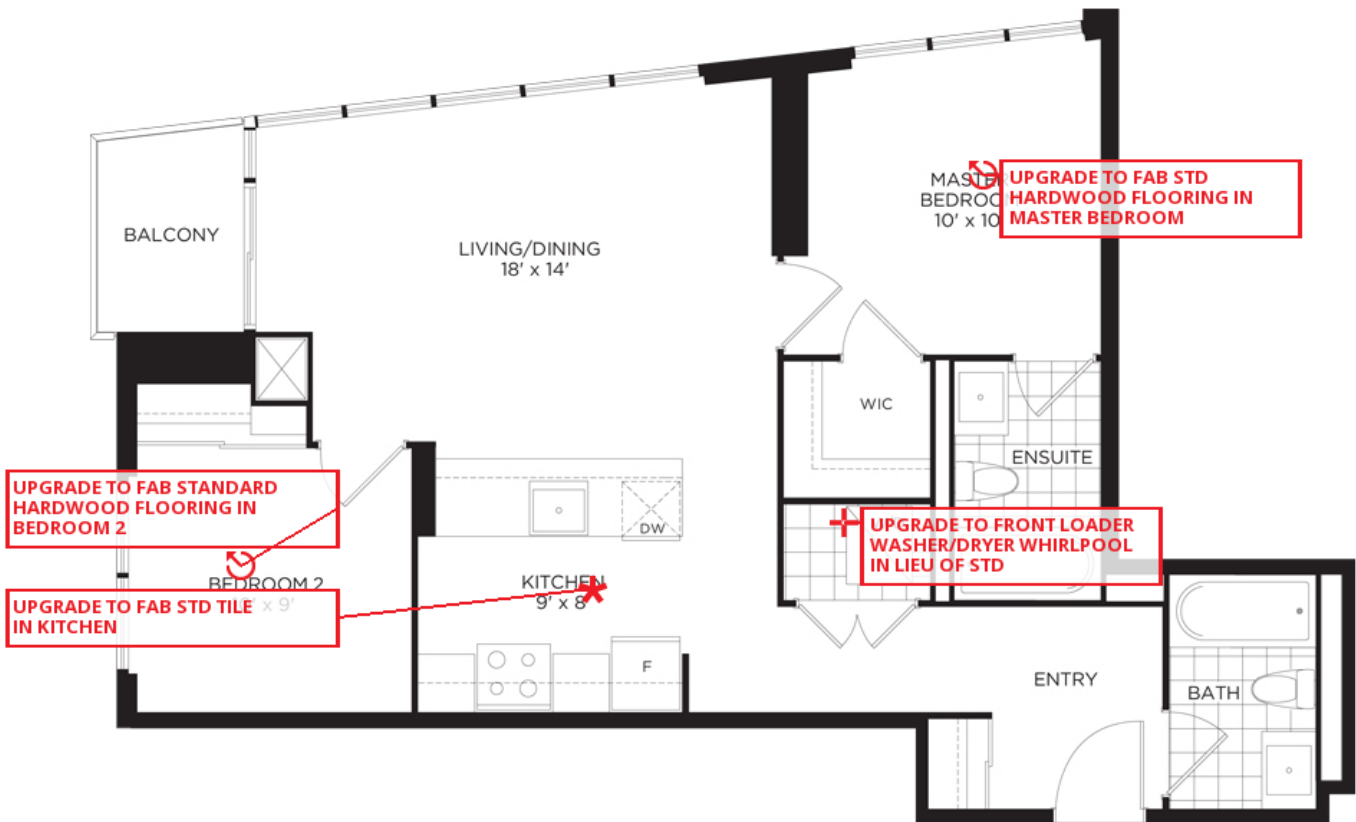 BALCONY
LIVING/DINING
18' x 14'
MASTER
BEDROO
10' x 10
UPGRADE TO FAB STD
HARDWOOD FLOORING IN
MASTER BEDROOM
WIC
ENSUITE
UPGRADE TO FAB STANDARD
HARDWOOD FLOORING IN
BEDROOM 2
DW
UPGRADE TO FRONT LOADER
WASHER/DRYER WHIRLPOOL
IN LIEU OF STD
BEDROOM 2
' x 9'
UPGRADE TO FAB STD TILE
IN KITCHEN
KITCHEN
9' x 8'
F
ENTRY
BATH